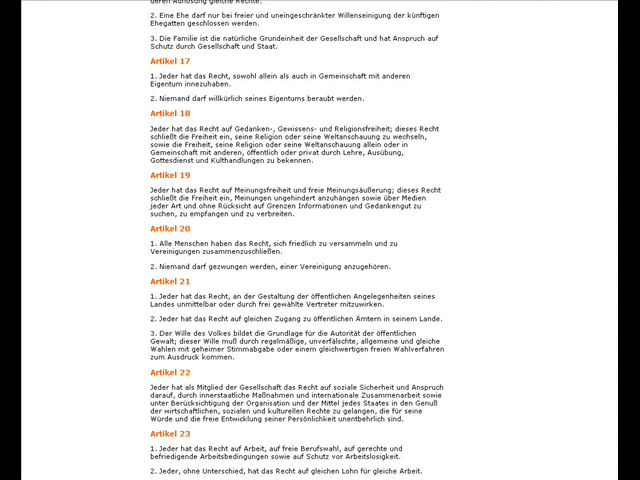 deren Auflösung gleiche Rechte.
2. Eine Ehe darf nur bei freier und uneingeschränkter Willenseinigung der künftigen
Ehegatten geschlossen werden.
3. Die Familie ist die natürliche Grundeinheit der Gesellschaft und hat Anspruch auf
Schutz durch Gesellschaft und Staat.
Artikel 17
1. Jeder hat das Recht, sowohl allein als auch in Gemeinschaft mit anderen
Eigentum innezuhaben.
2. Niemand darf willkürlich seines Eigentums beraubt werden.
Artikel 18
Jeder hat das Recht auf Gedanken-, Gewissens- und Religionsfreiheit; dieses Recht
schließt die Freiheit ein, seine Religion oder seine Weltanschauung zu wechseln,
sowie die Freiheit, seine Religion oder seine Weltanschauung allein oder in
Gemeinschaft mit anderen, öffentlich oder privat durch Lehre, Ausübung,
Gottesdienst und Kulthandlungen zu bekennen.
Artikel 19
Jeder hat das Recht auf Meinungsfreiheit und freie Meinungsäußerung; dieses Recht
schließt die Freiheit ein, Meinungen ungehindert anzuhängen sowie über Medien
jeder Art und ohne Rücksicht auf Grenzen Informationen und Gedankengut zu
suchen, zu empfangen und zu verbreiten.
Artikel 20
1. Alle Menschen haben das Recht, sich friedlich zu versammeln und zu
Vereinigungen zusammenzuschließen.
2. Niemand darf gezwungen werden, einer Vereinigung anzugehören.
Artikel 21
1. Jeder hat das Recht, an der Gestaltung der öffentlichen Angelegenheiten seines
Landes unmittelbar oder durch frei gewählte Vertreter mitzuwirken.
2. Jeder hat das Recht auf gleichen Zugang zu öffentlichen Ämtern in seinem Lande.
3. Der Wille des Volkes bildet die Grundlage für die Autorität der öffentlichen
Gewalt; dieser Wille muß durch regelmäßige, unverfälschte, allgemeine und gleiche
Wahlen mit geheimer Stimmabgabe oder einem gleichwertigen freien Wahlverfahren
zum Ausdruck kommen.
Artikel 22
Jeder hat als Mitglied der Gesellschaft das Recht auf soziale Sicherheit und Anspruch
darauf, durch innerstaatliche Maßnahmen und internationale Zusammenarbeit sowie
unter Berücksichtigung der Organisation und der Mittel jedes Staates in den Genuß
der wirtschaftlichen, sozialen und kulturellen Rechte zu gelangen, die für seine
Würde und die freie Entwicklung seiner Persönlichkeit unentbehrlich sind.
Artikel 23
1. Jeder hat das Recht auf Arbeit, auf freie Berufswahl, auf gerechte und
befriedigende Arbeitsbedingungen sowie auf Schutz vor Arbeitslosigkeit.
2. Jeder, ohne Unterschied, hat das Recht auf gleichen Lohn für gleiche Arbeit.